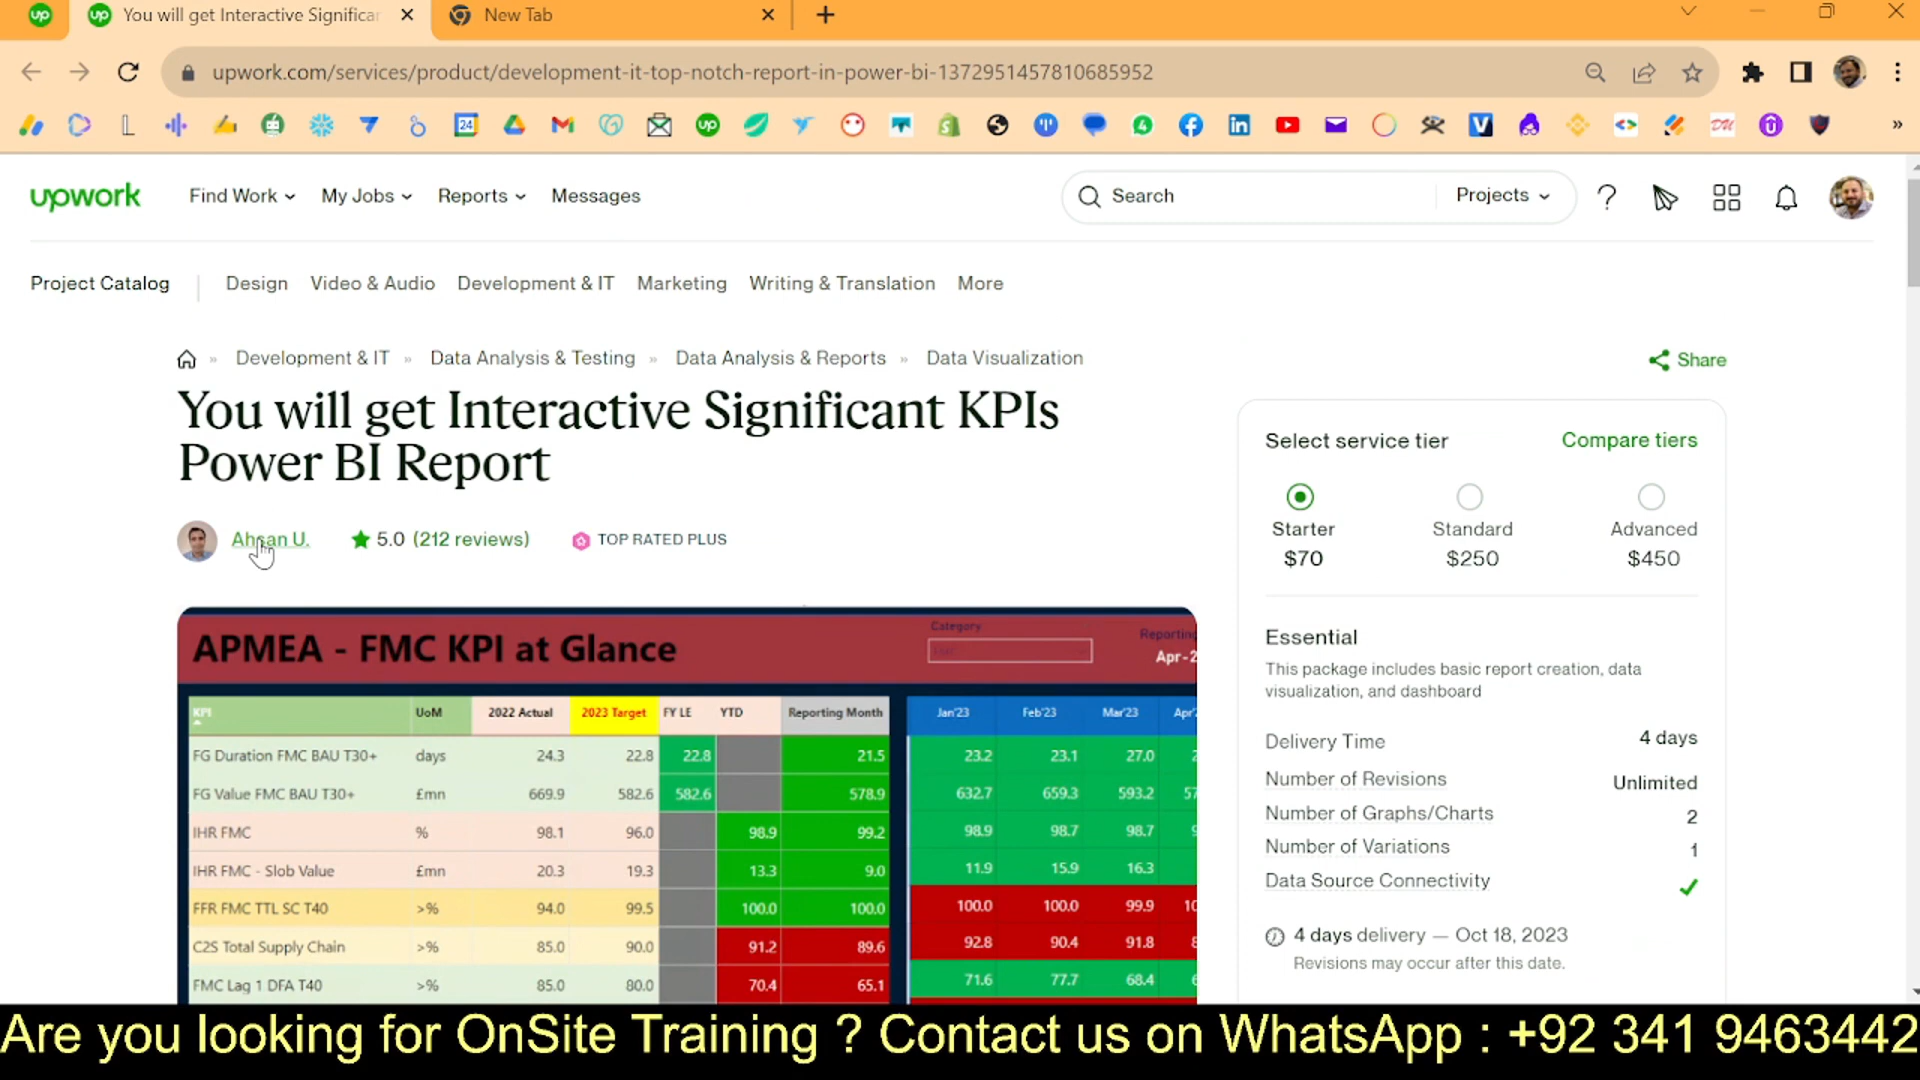 You will get Interactive Significar
New Tab
upwork.com/services/product/development-it-top-notch-report-in-power-bi-1372951457810685952
upwork
Find Work
My Jobs
Reports
Messages
Search
Projects
Project Catalog
Design
Video & Audio
Development & IT
Marketing
Writing & Translation
More
Development & IT » Data Analysis & Testing » Data Analysis & Reports » Data Visualization
Share
You will get Interactive Significant KPIs
Power BI Report
Ahsan U.
5.0 (212 reviews)
TOP RATED PLUS
Select service tier
Compare tiers
Starter
$70
Standard
$250
Advanced
$450
Essential
This package includes basic report creation, data
visualization, and dashboard
Delivery Time 4 days
Number of Revisions Unlimited
Number of Graphs/Charts 2
Number of Variations 1
Data Source Connectivity
4 days delivery — Oct 18, 2023
Revisions may occur after this date.
APMEA - FMC KPI at Glance
Category
FMC
Reporting
Apr-2
KPI UoM 2022 Actual 2023 Target FY LE YTD Reporting Month Jan'23 Feb'23 Mar'23 Apr'
FG Duration FMC BAU T30+ days 24.3 22.8 22.8 21.5 23.2 23.1 27.0 2
FG Value FMC BAU T30+ £mn 669.9 582.6 582.6 578.9 632.7 659.3 593.2 57
IHR FMC % 98.1 96.0 98.9 99.2 98.9 98.7 98.7 9
IHR FMC - Slob Value £mn 20.3 19.3 13.3 9.0 11.9 15.9 16.3
FFR FMC TTL SC T40 >% 94.0 99.5 100.0 100.0 100.0 100.0 99.9 10
C2S Total Supply Chain >% 85.0 90.0 91.2 89.6 92.8 90.4 91.8 8
FMC Lag 1 DFA T40 >% 85.0 80.0 70.4 65.1 71.6 77.7 68.4 6
Are you looking for OnSite Training ? Contact us on WhatsApp : +92 341 9463442